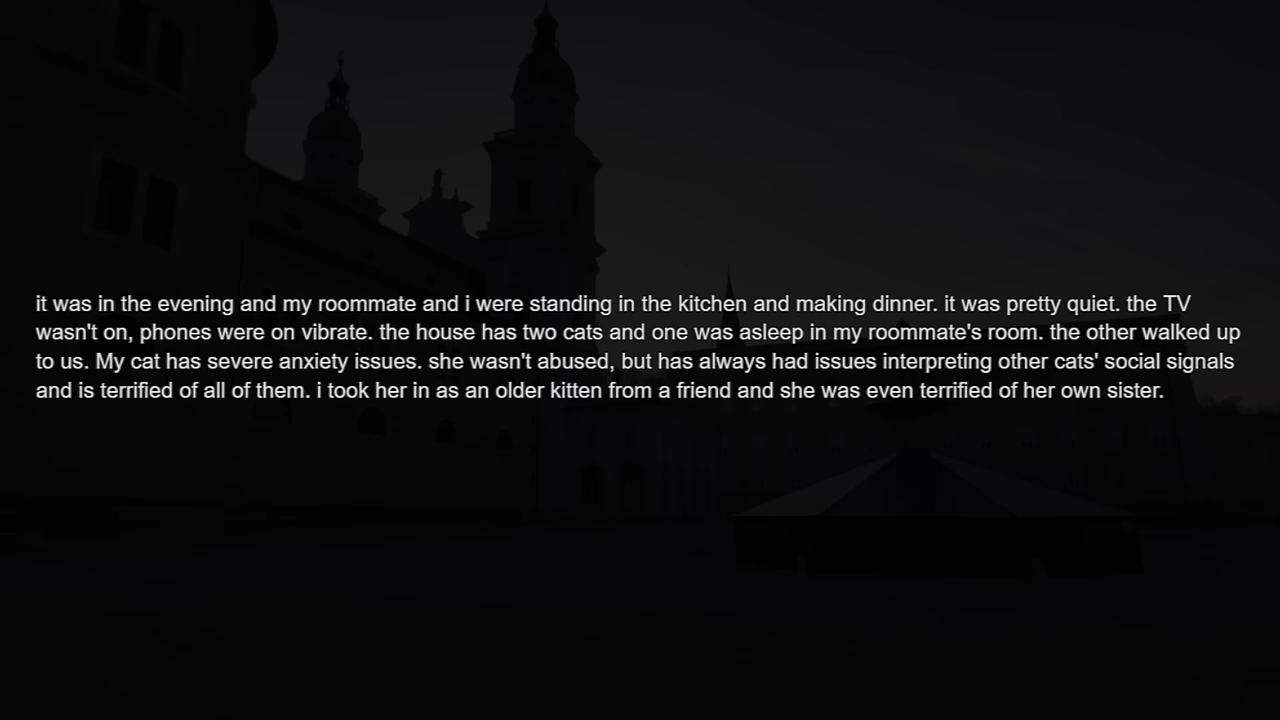 it was in the evening and my roommate and i were standing in the kitchen and making dinner. it was pretty quiet. the TV
wasn't on, phones were on vibrate. the house has two cats and one was asleep in my roommate's room. the other walked up
to us. My cat has severe anxiety issues. she wasn't abused, but has always had issues interpreting other cats' social signals
and is terrified of all of them. i took her in as an older kitten from a friend and she was even terrified of her own sister.